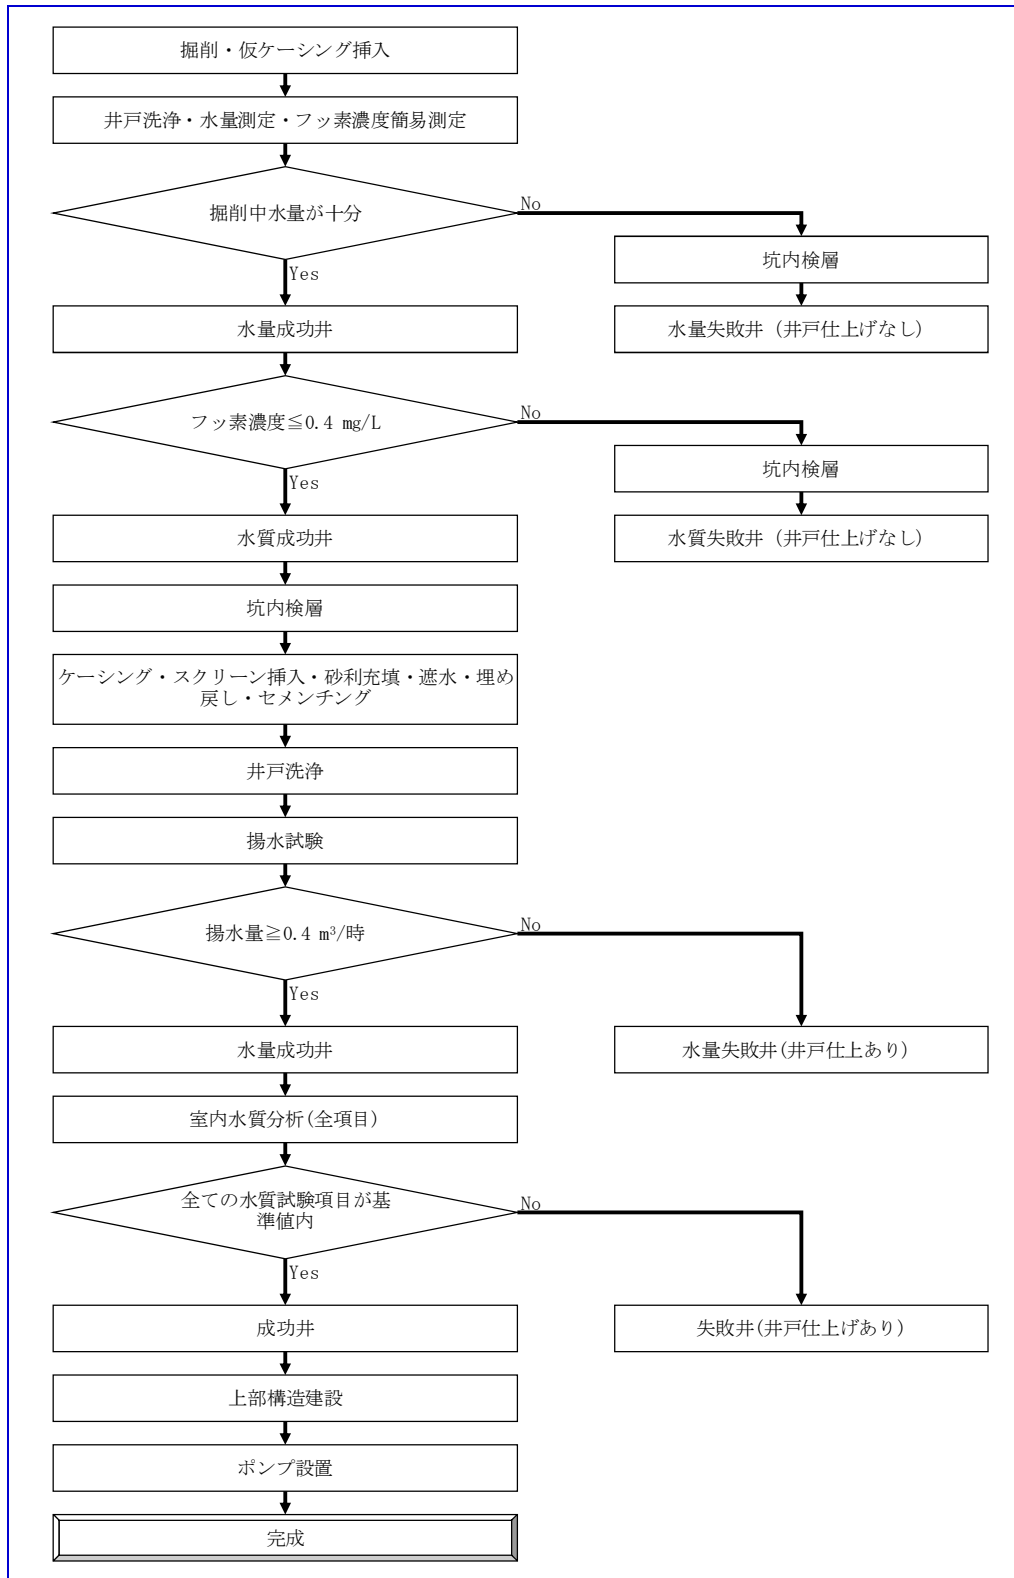 掘削・仮ケーシング挿入
井戸洗浄・水量測定・フッ素濃度簡易測定
掘削中水量が十分
No
坑内検層
Yes
水量成功井
水量失敗井（井戸仕上げなし）
フッ素濃度≦0.4 mg/L
No
坑内検層
Yes
水質成功井
水質失敗井（井戸仕上げなし）
坑内検層
ケーシング・スクリーン挿入・砂利充填・遮水・埋め
戻し・セメンチング
井戸洗浄
揚水試験
揚水量≧0.4 m³/時
No
Yes
水量成功井
水量失敗井(井戸仕上あり)
室内水質分析(全項目)
全ての水質試験項目が基
準値内
No
Yes
成功井
失敗井(井戸仕上げあり)
上部構造建設
ポンプ設置
完成